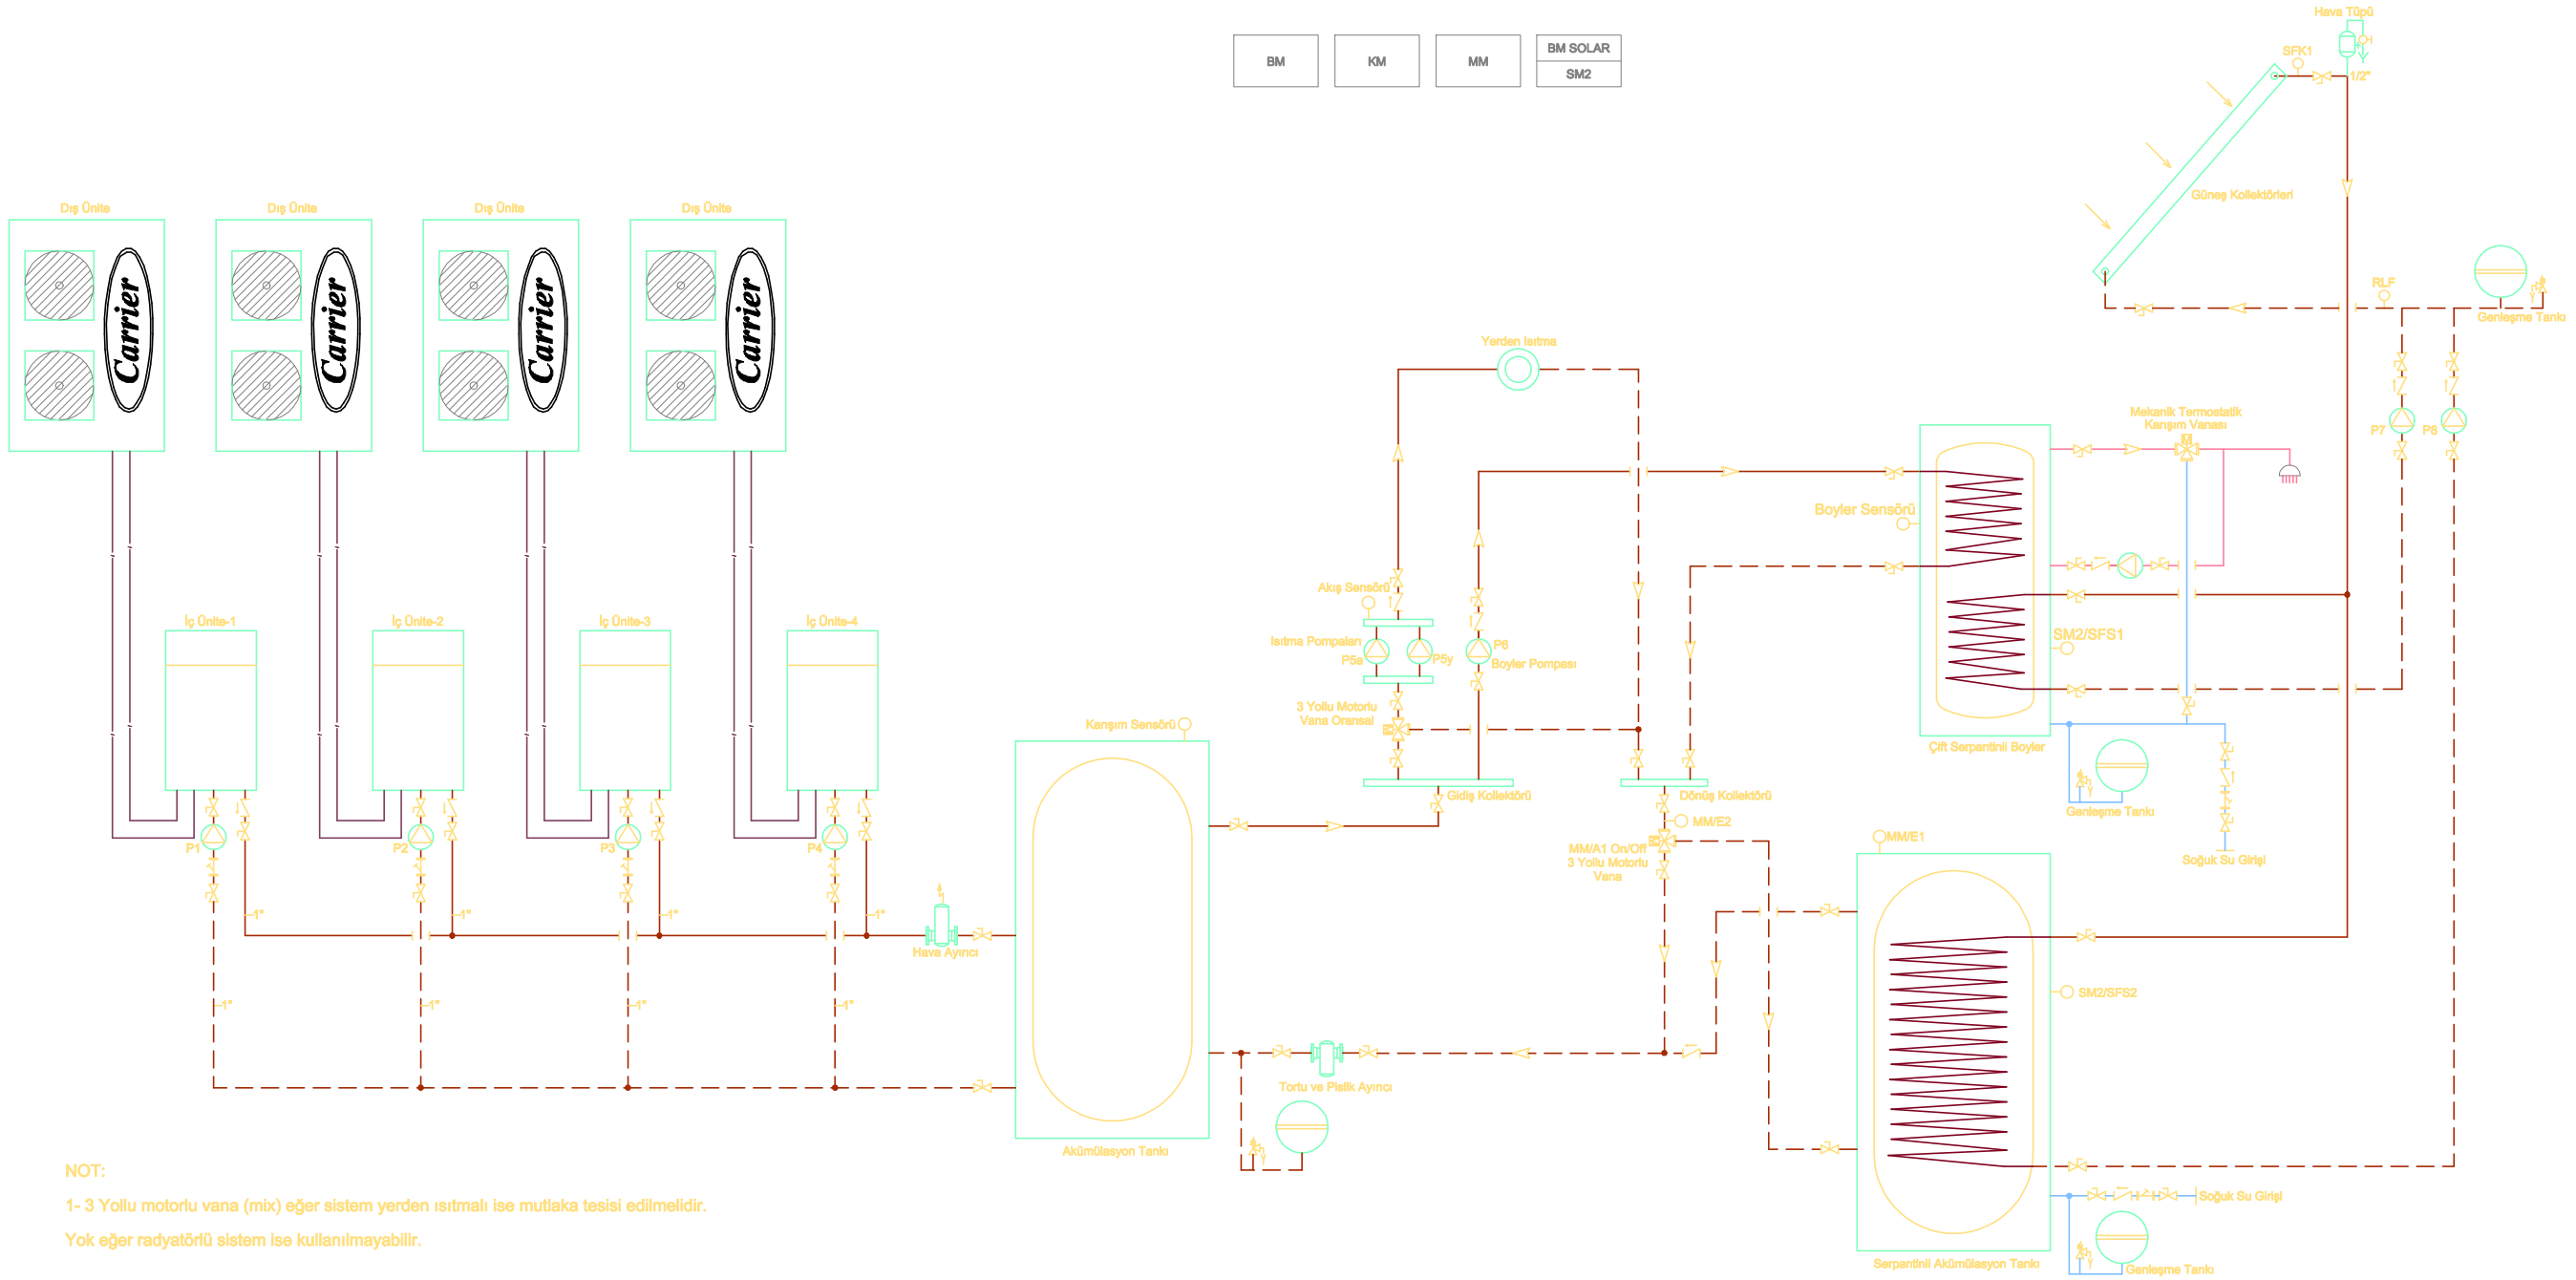 Hava Tüpü
BM
KM
MM
BM SOLAR
SM2
SFK1
1/2"
Güneş Kollektörleri
Dış Ünite
Dış Ünite
Dış Ünite
Dış Ünite
Carrier
Carrier
Carrier
Carrier
RLF
Genleşme Tankı
Yerden Isıtma
Mekanik Termostatik
Karışım Vanası
P7
P8
Boyler Sensörü
Akış Sensörü
İç Ünite-1
İç Ünite-2
İç Ünite-3
İç Ünite-4
Isıtma Pompaları
P5a
P5y
P6
Boyler Pompası
SM2/SFS1
3 Yollu Motorlu
Vana Oransal
Karışım Sensörü
Çift Serpantinli Boyler
Gidiş Kollektörü
Dönüş Kollektörü
Genleşme Tankı
MM/E2
MM/E1
P1
P2
P3
P4
MM/A1 On/Off
3 Yollu Motorlu
Vana
Soğuk Su Girişi
1"
1"
1"
1"
Hava Ayırıcı
SM2/SFS2
1"
1"
1"
1"
Tortu ve Pislik Ayırıcı
Akümülasyon Tankı
NOT:
1- 3 Yollu motorlu vana (mix) eğer sistem yerden ısıtmalı ise mutlaka tesisi edilmelidir.
Yok eğer radyatörlü sistem ise kullanılmayabilir.
Soğuk Su Girişi
Serpantinli Akümülasyon Tankı
Genleşme Tankı